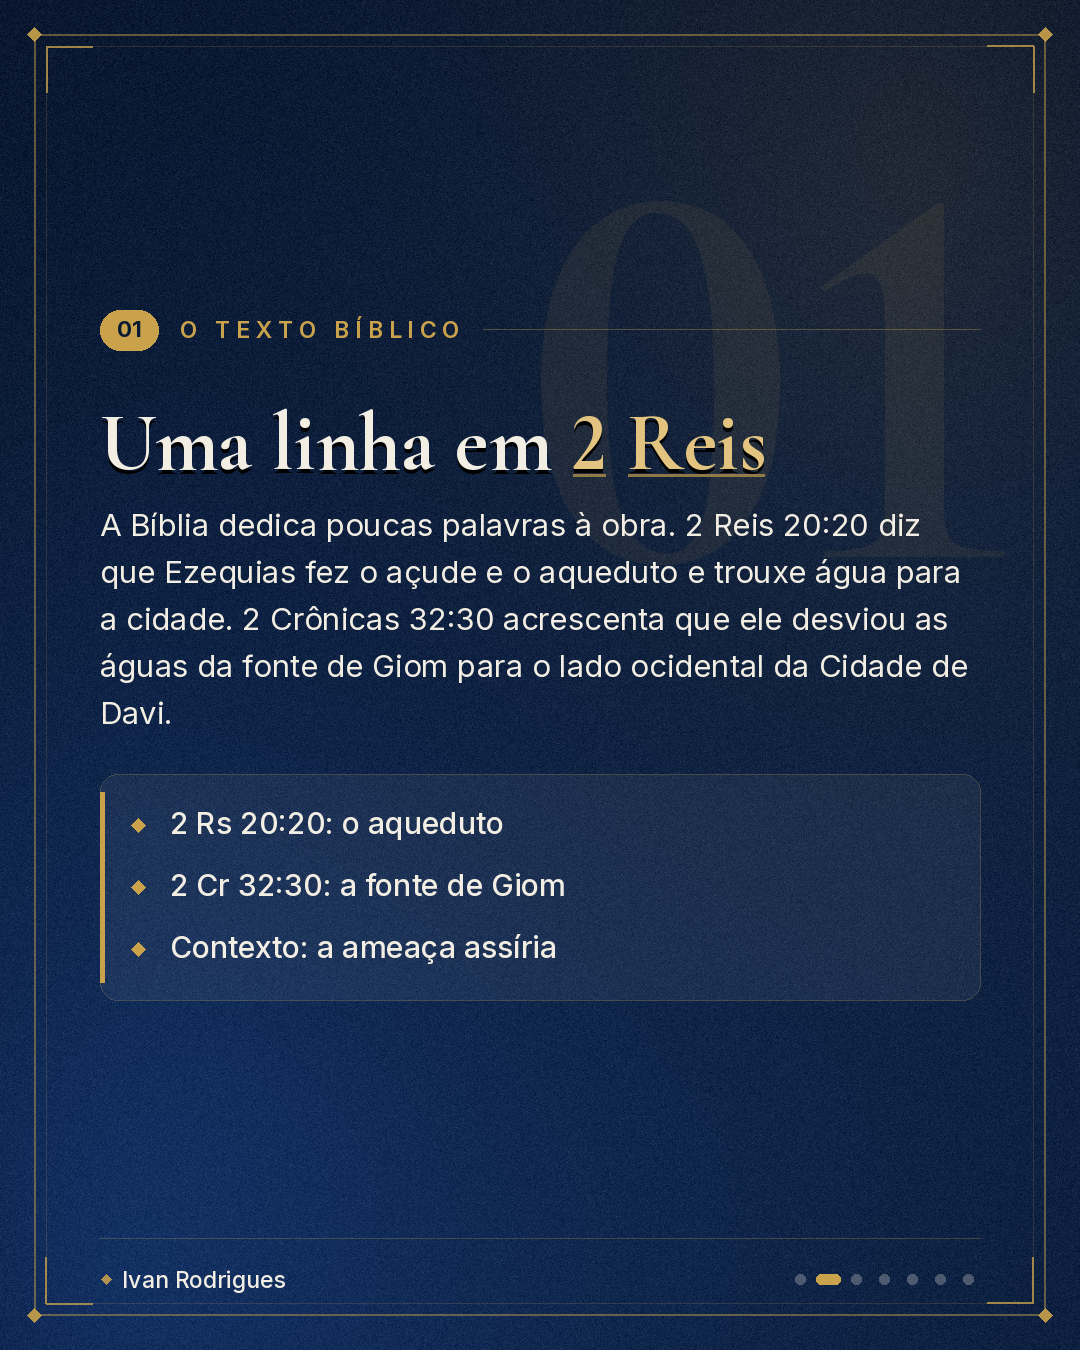 01
01 O TEXTO BÍBLICO
Uma linha em 2 Reis
A Bíblia dedica poucas palavras à obra. 2 Reis 20:20 diz
que Ezequias fez o açude e o aqueduto e trouxe água para
a cidade. 2 Crônicas 32:30 acrescenta que ele desviou as
águas da fonte de Giom para o lado ocidental da Cidade de
Davi.
2 Rs 20:20: o aqueduto
2 Cr 32:30: a fonte de Giom
Contexto: a ameaça assíria
Ivan Rodrigues